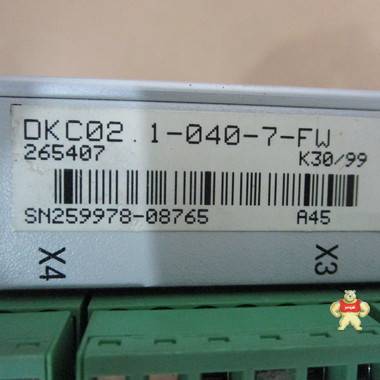 DKC02.1-040-7-FW
265407 K30/99
SN259978-08765 A45
X4 X3